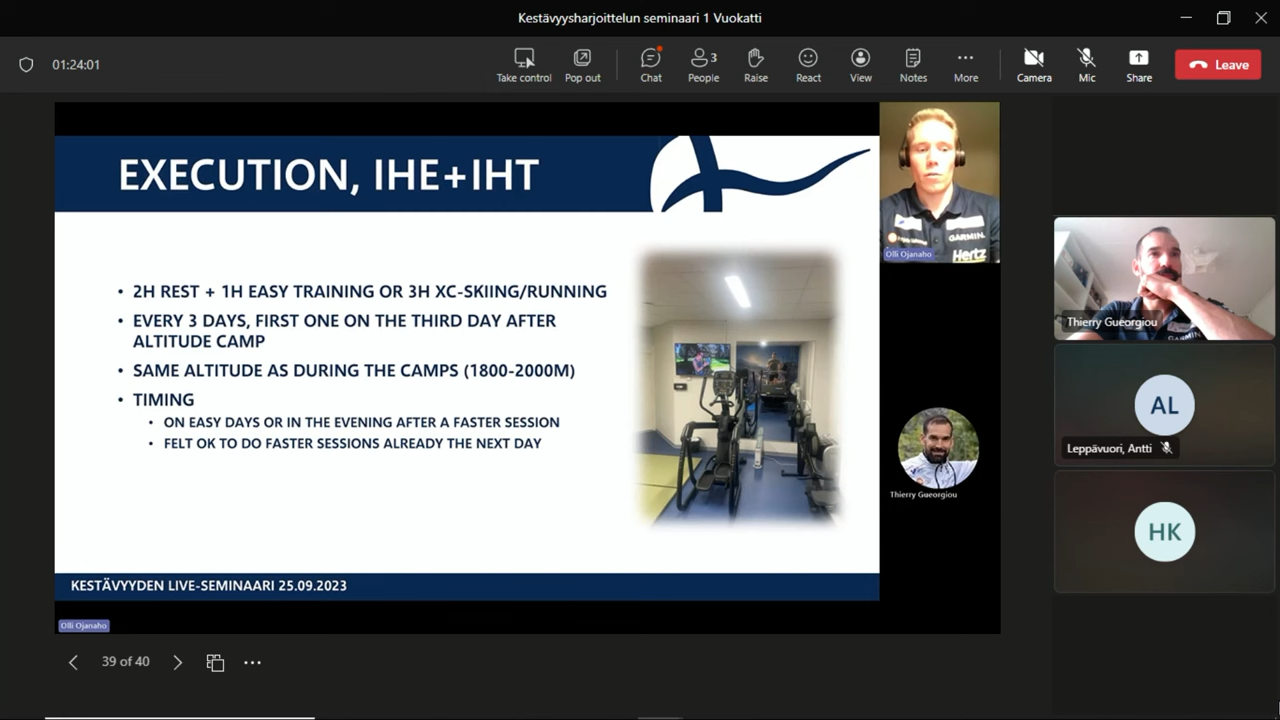 Kestävyysharjoittelun seminaari 1 Vuokatti
01:24:01
Take control
Pop out
Chat
3
People
Raise
React
View
Notes
More
Camera
Mic
Share
Leave
EXECUTION, IHE+IHT
• 2H REST + 1H EASY TRAINING OR 3H XC-SKIING/RUNNING
• EVERY 3 DAYS, FIRST ONE ON THE THIRD DAY AFTER
ALTITUDE CAMP
• SAME ALTITUDE AS DURING THE CAMPS (1800-2000M)
• TIMING
• ON EASY DAYS OR IN THE EVENING AFTER A FASTER SESSION
• FELT OK TO DO FASTER SESSIONS ALREADY THE NEXT DAY
KESTÄVYYDEN LIVE-SEMINAARI 25.09.2023
Olli Ojanaho
GARMIN
Hertz
Olli Ojanaho
Thierry Gueorgiou
Thierry Gueorgiou
GARMIN
AL
Leppävuori, Antti
HK
39 of 40